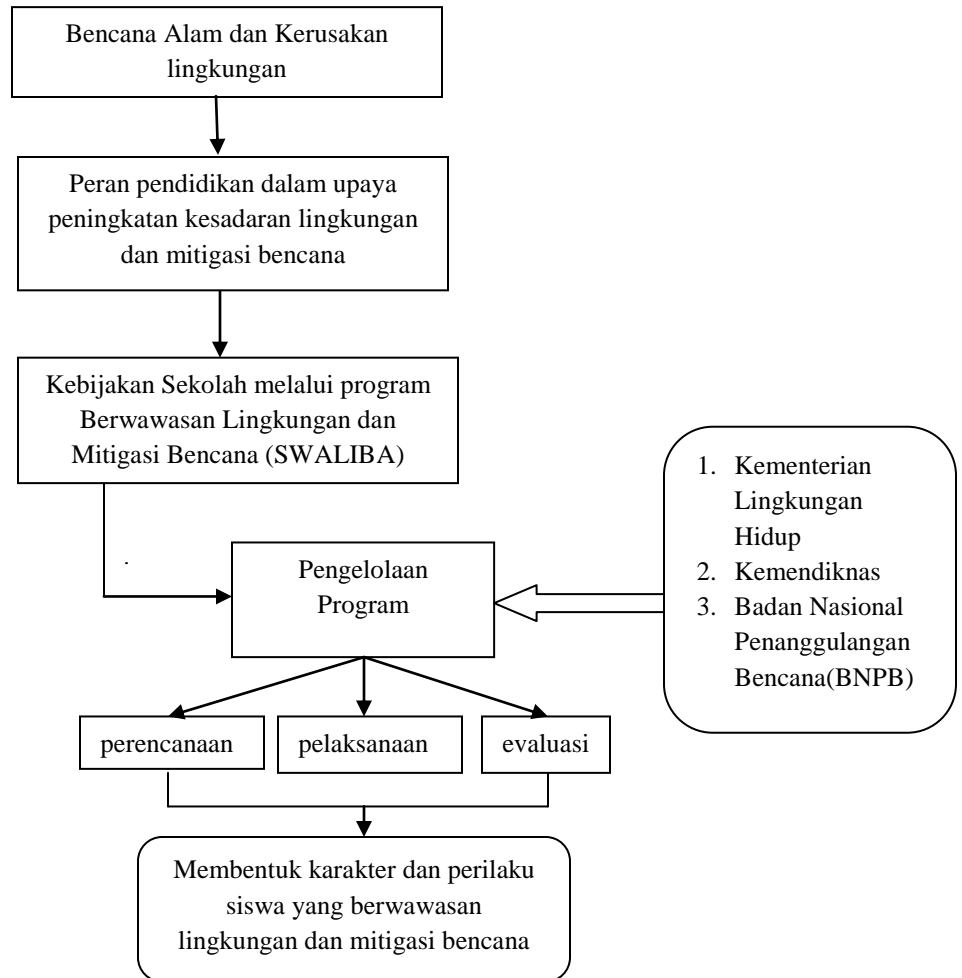 Bencana Alam dan Kerusakan
lingkungan
Peran pendidikan dalam upaya
peningkatan kesadaran lingkungan
dan mitigasi bencana
Kebijakan Sekolah melalui program
Berwawasan Lingkungan dan
Mitigasi Bencana (SWALIBA)
1. Kementerian
Lingkungan
Hidup
2. Kemendiknas
3. Badan Nasional
Penanggulangan
Bencana(BNPB)
Pengelolaan
Program
perencanaan
pelaksanaan
evaluasi
Membentuk karakter dan perilaku
siswa yang berwawasan
lingkungan dan mitigasi bencana